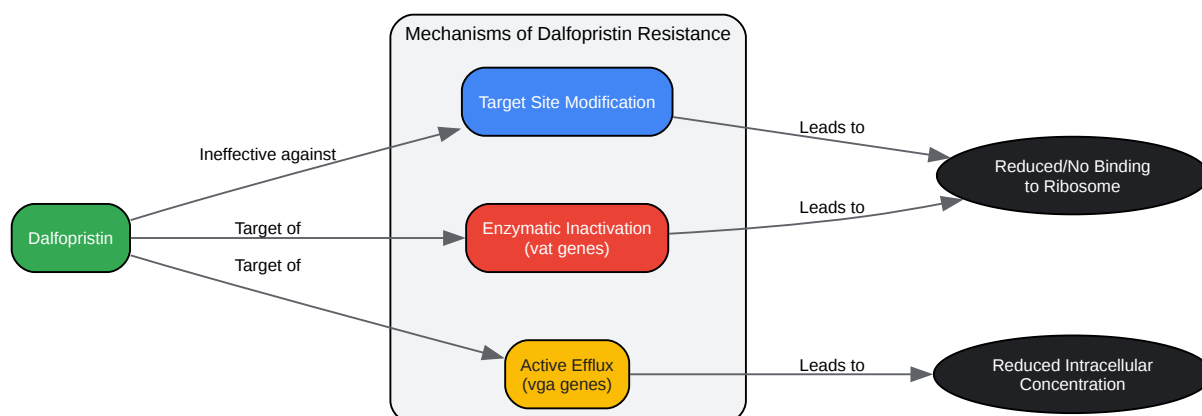 Mechanisms of Dalfopristin Resistance
Target Site Modification
Leads to
Ineffective against
Reduced/No Binding
to Ribosome
Dalfopristin
Target of
Enzymatic Inactivation
(vat genes)
Leads to
Target of
Active Efflux
(vga genes)
Leads to
Reduced Intracellular
Concentration